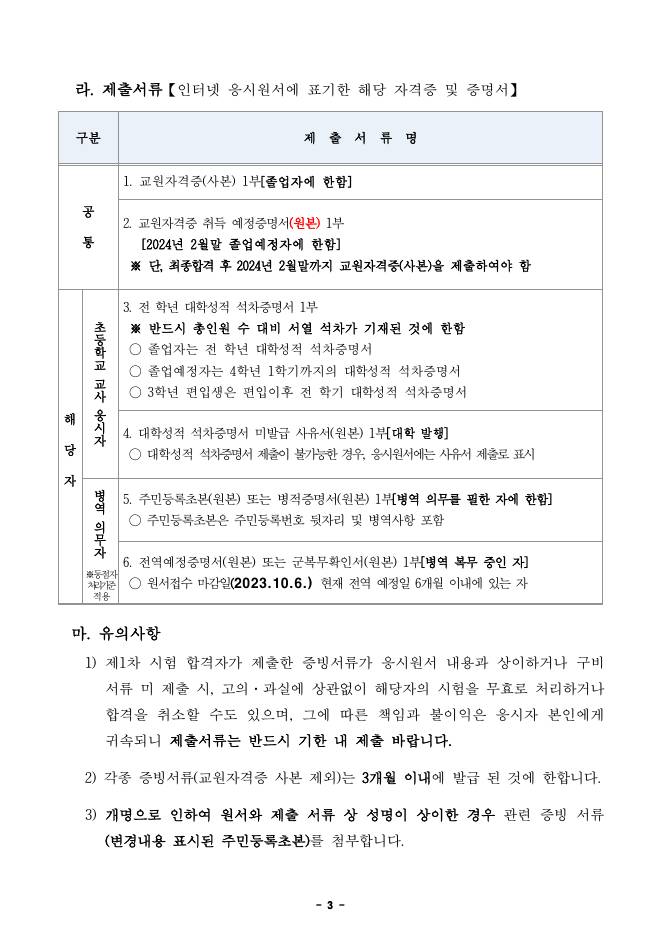 라. 제출서류【인터넷 응시원서에 표기한 해당 자격증 및 증명서】
구분
제 출 서 류 명
공 통
1. 교원자격증(사본) 1부[졸업자에 한함]
2. 교원자격증 취득 예정증명서(원본) 1부
[2024년 2월말 졸업예정자에 한함]
※ 단, 최종합격 후 2024년 2월말까지 교원자격증(사본)을 제출하여야 함
해 당 자
초등학교 교사 응시자
3. 전 학년 대학성적 석차증명서 1부
※ 반드시 총인원 수 대비 서열 석차가 기재된 것에 한함
○ 졸업자는 전 학년 대학성적 석차증명서
○ 졸업예정자는 4학년 1학기까지의 대학성적 석차증명서
○ 3학년 편입생은 편입이후 전 학기 대학성적 석차증명서
4. 대학성적 석차증명서 미발급 사유서(원본) 1부[대학 발행]
○ 대학성적 석차증명서 제출이 불가능한 경우, 응시원서에는 사유서 제출로 표시
병역 의무자
※동점자
처리기준
적용
5. 주민등록초본(원본) 또는 병적증명서(원본) 1부[병역 의무를 필한 자에 한함]
○ 주민등록초본은 주민등록번호 뒷자리 및 병역사항 포함
6. 전역예정증명서(원본) 또는 군복무확인서(원본) 1부[병역 복무 중인 자]
○ 원서접수 마감일(2023.10.6.) 현재 전역 예정일 6개월 이내에 있는 자
마. 유의사항
1) 제1차 시험 합격자가 제출한 증빙서류가 응시원서 내용과 상이하거나 구비
서류 미 제출 시, 고의·과실에 상관없이 해당자의 시험을 무효로 처리하거나
합격을 취소할 수도 있으며, 그에 따른 책임과 불이익은 응시자 본인에게
귀속되니 제출서류는 반드시 기한 내 제출 바랍니다.
2) 각종 증빙서류(교원자격증 사본 제외)는 3개월 이내에 발급 된 것에 한합니다.
3) 개명으로 인하여 원서와 제출 서류 상 성명이 상이한 경우 관련 증빙 서류
(변경내용 표시된 주민등록초본)를 첨부합니다.
- 3 -